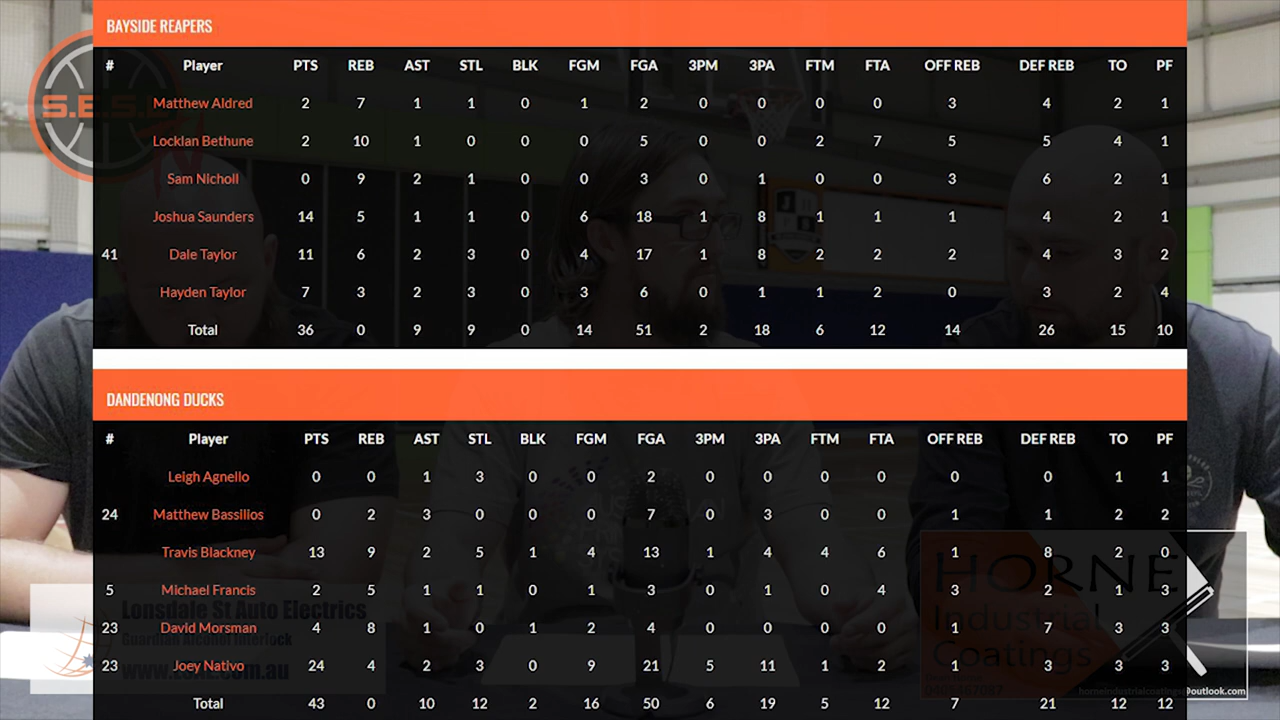 BAYSIDE REAPERS
# Player PTS REB AST STL BLK FGM FGA 3PM 3PA FTM FTA OFF REB DEF REB TO PF
Matthew Aldred 2 7 1 1 0 1 2 0 0 0 0 3 4 2 1
Locklan Bethune 2 10 1 0 0 0 5 0 0 2 7 5 5 4 1
Sam Nicholl 0 9 2 1 0 0 3 0 1 0 0 3 6 2 1
Joshua Saunders 14 5 1 1 0 6 18 1 8 1 1 1 4 2 1
41 Dale Taylor 11 6 2 3 0 4 17 1 8 2 2 2 4 3 2
Hayden Taylor 7 3 2 3 0 3 6 0 1 1 2 0 3 2 4
Total 36 0 9 9 0 14 51 2 18 6 12 14 26 15 10
DANDENONG DUCKS
# Player PTS REB AST STL BLK FGM FGA 3PM 3PA FTM FTA OFF REB DEF REB TO PF
Leigh Agnello 0 0 1 3 0 0 2 0 0 0 0 0 0 1 1
24 Matthew Bassilios 0 2 3 0 0 0 7 0 3 0 0 1 1 2 2
Travis Blackney 13 9 2 5 1 4 13 1 4 4 6 1 8 2 0
5 Michael Francis 2 5 1 1 0 1 3 0 1 0 4 3 2 1 3
23 David Morsman 4 8 1 0 1 2 4 0 0 0 0 1 7 3 3
23 Joey Nativo 24 4 2 3 0 9 21 5 11 1 2 1 3 3 3
Total 43 0 10 12 2 16 50 6 19 5 12 7 21 12 12
S.E.S.
Lonsdale St Auto Electrics
Guardian Alcohol Interlock
HORNE
Industrial
Coatings